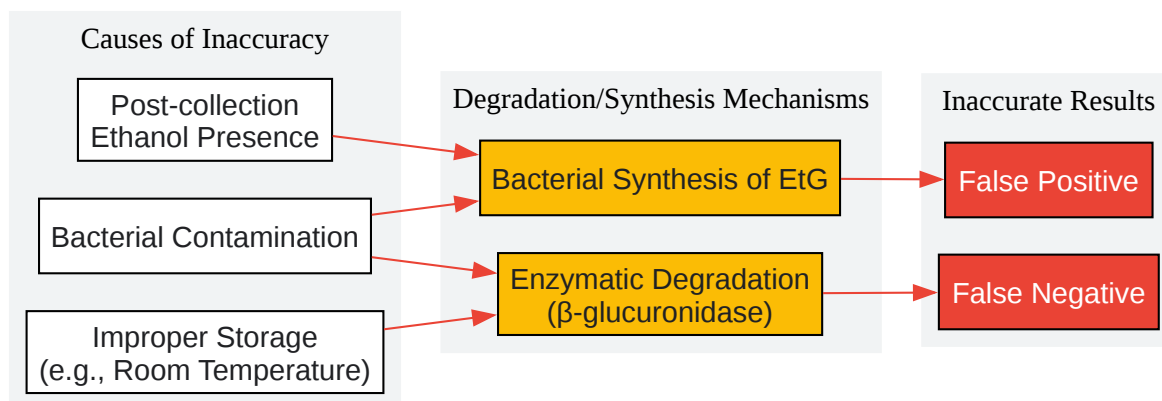 Causes of Inaccuracy
Post-collection
Ethanol Presence
Bacterial Contamination
Improper Storage
(e.g., Room Temperature)
Degradation/Synthesis Mechanisms
Bacterial Synthesis of EtG
Enzymatic Degradation
(β-glucuronidase)
Inaccurate Results
False Positive
False Negative